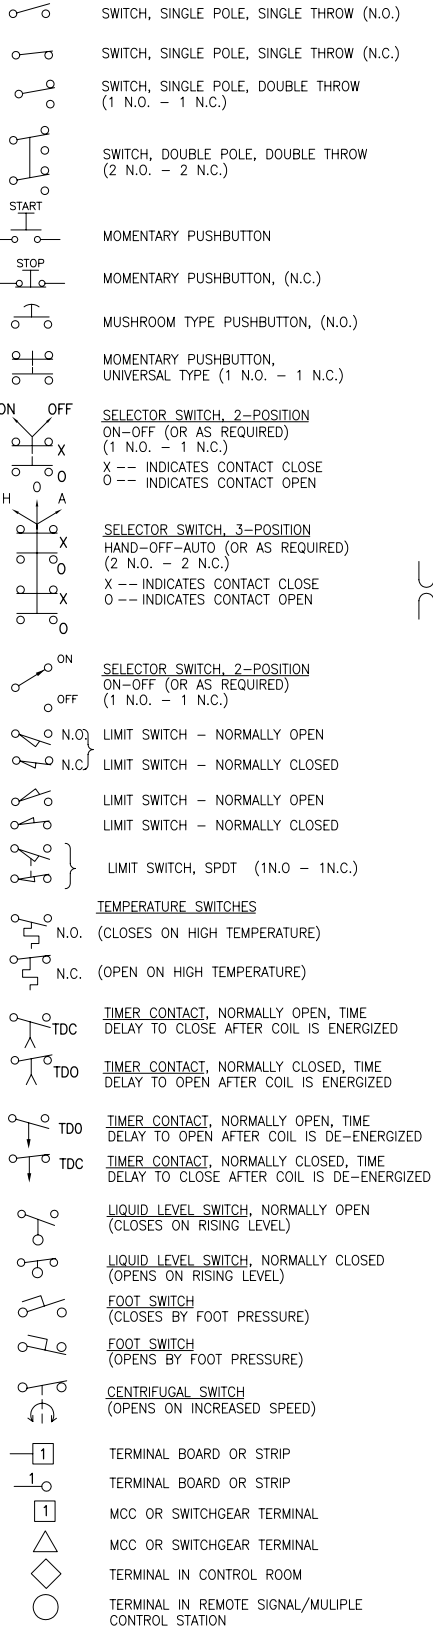 SWITCH, SINGLE POLE, SINGLE THROW (N.O.)
SWITCH, SINGLE POLE, SINGLE THROW (N.C.)
SWITCH, SINGLE POLE, DOUBLE THROW
(1 N.O. – 1 N.C.)
SWITCH, DOUBLE POLE, DOUBLE THROW
(2 N.O. – 2 N.C.)
START
MOMENTARY PUSHBUTTON
STOP
MOMENTARY PUSHBUTTON, (N.C.)
MUSHROOM TYPE PUSHBUTTON, (N.O.)
MOMENTARY PUSHBUTTON,
UNIVERSAL TYPE (1 N.O. – 1 N.C.)
ON OFF
SELECTOR SWITCH, 2–POSITION
ON–OFF (OR AS REQUIRED)
(1 N.O. – 1 N.C.)
X
X –– INDICATES CONTACT CLOSE
O
O –– INDICATES CONTACT OPEN
H O A
SELECTOR SWITCH, 3–POSITION
X
HAND–OFF–AUTO (OR AS REQUIRED)
(2 N.O. – 2 N.C.)
O
X –– INDICATES CONTACT CLOSE
X
O –– INDICATES CONTACT OPEN
O
ON
SELECTOR SWITCH, 2–POSITION
ON–OFF (OR AS REQUIRED)
OFF
(1 N.O. – 1 N.C.)
N.O. LIMIT SWITCH – NORMALLY OPEN
N.C. LIMIT SWITCH – NORMALLY CLOSED
LIMIT SWITCH – NORMALLY OPEN
LIMIT SWITCH – NORMALLY CLOSED
LIMIT SWITCH, SPDT (1N.O – 1N.C.)
TEMPERATURE SWITCHES
N.O. (CLOSES ON HIGH TEMPERATURE)
N.C. (OPEN ON HIGH TEMPERATURE)
TIMER CONTACT, NORMALLY OPEN, TIME
TDC DELAY TO CLOSE AFTER COIL IS ENERGIZED
TIMER CONTACT, NORMALLY CLOSED, TIME
TDO DELAY TO OPEN AFTER COIL IS ENERGIZED
TIMER CONTACT, NORMALLY OPEN, TIME
TDO DELAY TO OPEN AFTER COIL IS DE–ENERGIZED
TIMER CONTACT, NORMALLY CLOSED, TIME
TDC DELAY TO CLOSE AFTER COIL IS DE–ENERGIZED
LIQUID LEVEL SWITCH, NORMALLY OPEN
(CLOSES ON RISING LEVEL)
LIQUID LEVEL SWITCH, NORMALLY CLOSED
(OPENS ON RISING LEVEL)
FOOT SWITCH
(CLOSES BY FOOT PRESSURE)
FOOT SWITCH
(OPENS BY FOOT PRESSURE)
CENTRIFUGAL SWITCH
(OPENS ON INCREASED SPEED)
1 TERMINAL BOARD OR STRIP
1 TERMINAL BOARD OR STRIP
1 MCC OR SWITCHGEAR TERMINAL
MCC OR SWITCHGEAR TERMINAL
TERMINAL IN CONTROL ROOM
TERMINAL IN REMOTE SIGNAL/MULIPLE
CONTROL STATION